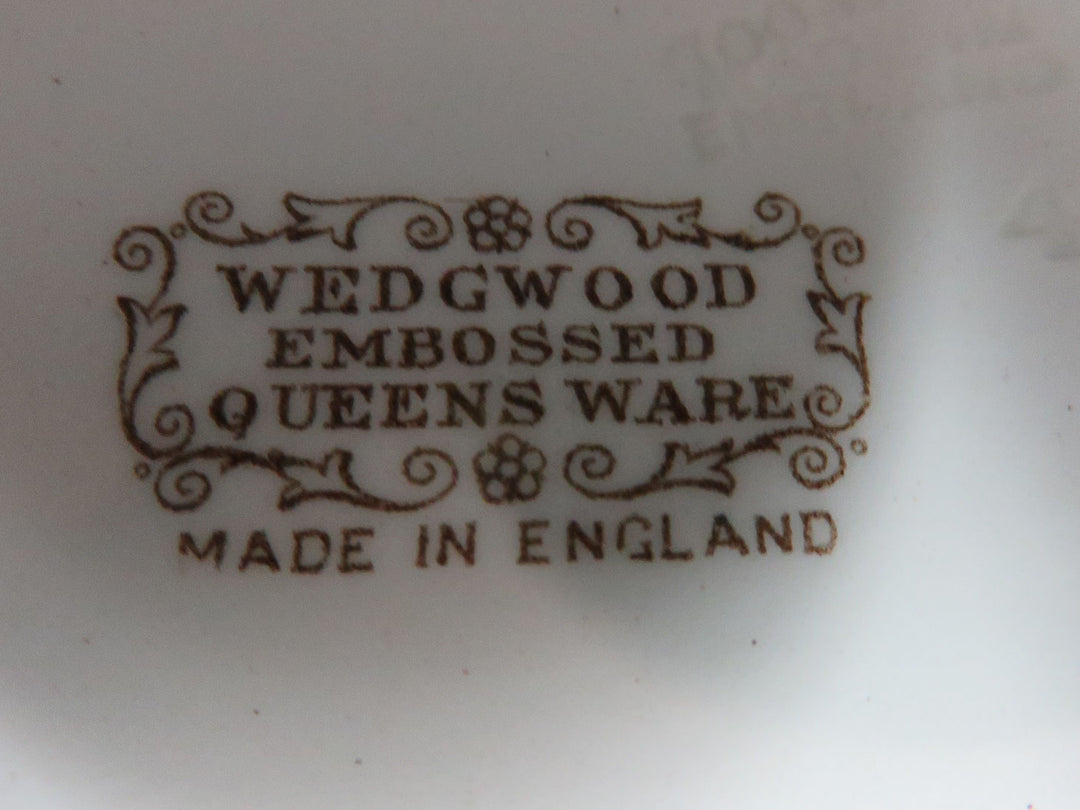 WEDGWOOD
EMBOSSED
QUEENS WARE
MADE IN ENGLAND